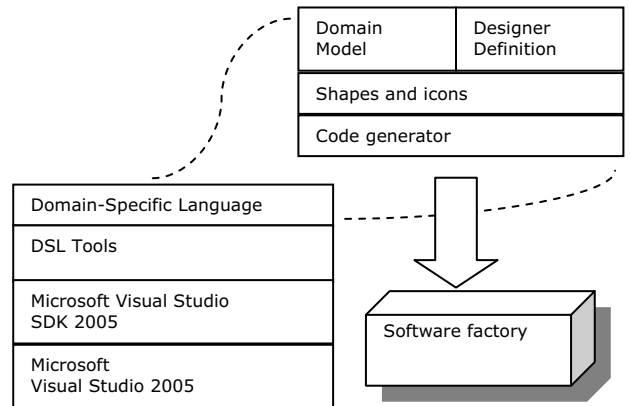 Domain
Model
Designer
Definition
Shapes and icons
Code generator
Domain-Specific Language
DSL Tools
Microsoft Visual Studio
SDK 2005
Microsoft
Visual Studio 2005
Software factory